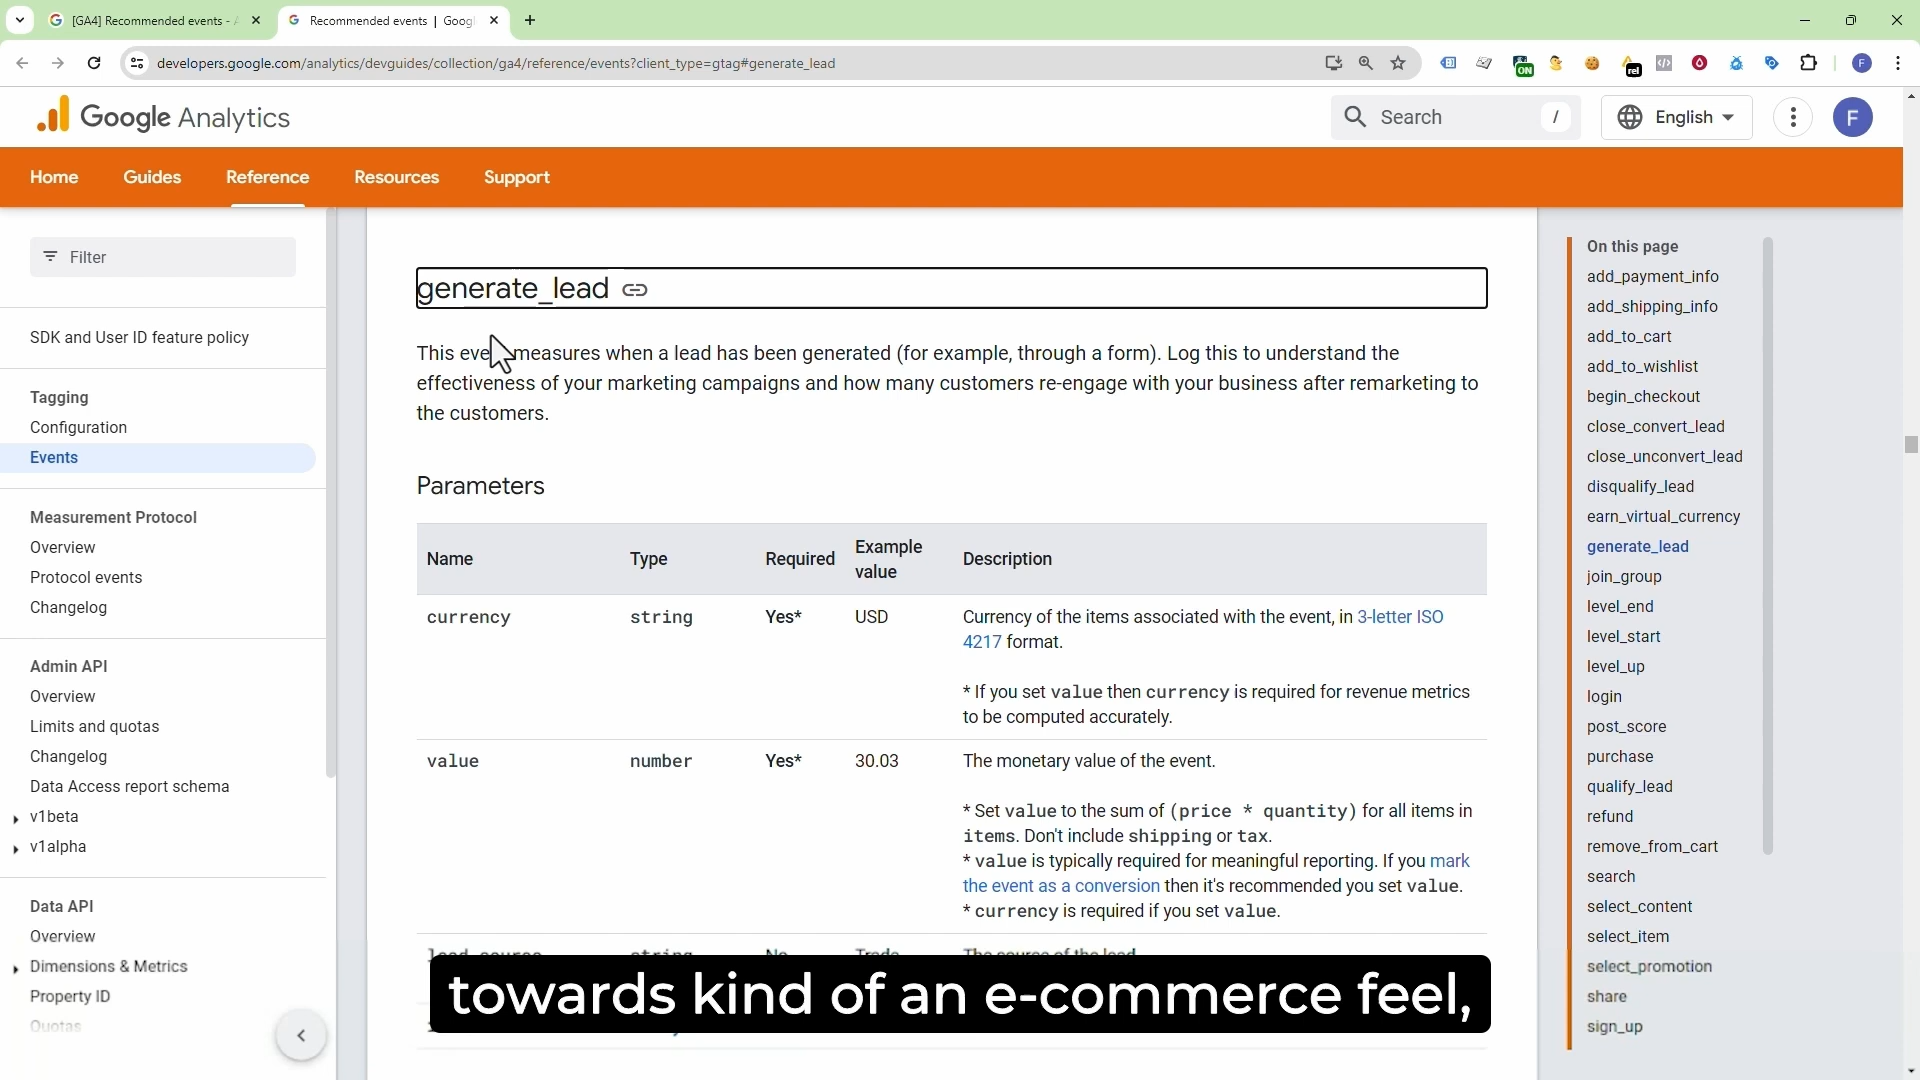 [GA4] Recommended events -
Recommended events | Goog
developers.google.com/analytics/devguides/collection/ga4/reference/events?client_type=gtag#generate_lead
ON
rel
F
Google Analytics
Search
/
English
F
Home
Guides
Reference
Resources
Support
Filter
SDK and User ID feature policy
Tagging
Configuration
Events
Measurement Protocol
Overview
Protocol events
Changelog
Admin API
Overview
Limits and quotas
Changelog
Data Access report schema
v1beta
v1alpha
Data API
Overview
Dimensions & Metrics
Property ID
Quotas
generate_lead
This eve measures when a lead has been generated (for example, through a form). Log this to understand the
effectiveness of your marketing campaigns and how many customers re-engage with your business after remarketing to
the customers.
Parameters
Name Type Required Example value Description
currency string Yes* USD Currency of the items associated with the event, in 3-letter ISO
4217 format.
* If you set value then currency is required for revenue metrics
to be computed accurately.
value number Yes* 30.03 The monetary value of the event.
* Set value to the sum of (price * quantity) for all items in
items. Don't include shipping or tax.
* value is typically required for meaningful reporting. If you mark
the event as a conversion then it's recommended you set value.
* currency is required if you set value.
lead_source string No Trade The source of the lead.
towards kind of an e-commerce feel,
On this page
add_payment_info
add_shipping_info
add_to_cart
add_to_wishlist
begin_checkout
close_convert_lead
close_unconvert_lead
disqualify_lead
earn_virtual_currency
generate_lead
join_group
level_end
level_start
level_up
login
post_score
purchase
qualify_lead
refund
remove_from_cart
search
select_content
select_item
select_promotion
share
sign_up